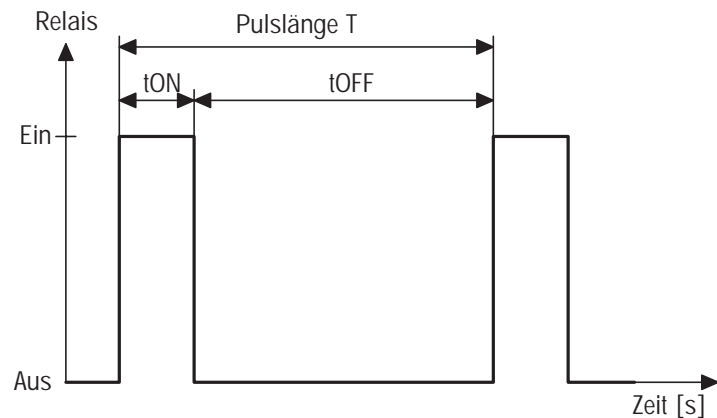 Relais
Pulslänge T
tON
tOFF
Ein
Aus
Zeit [s]